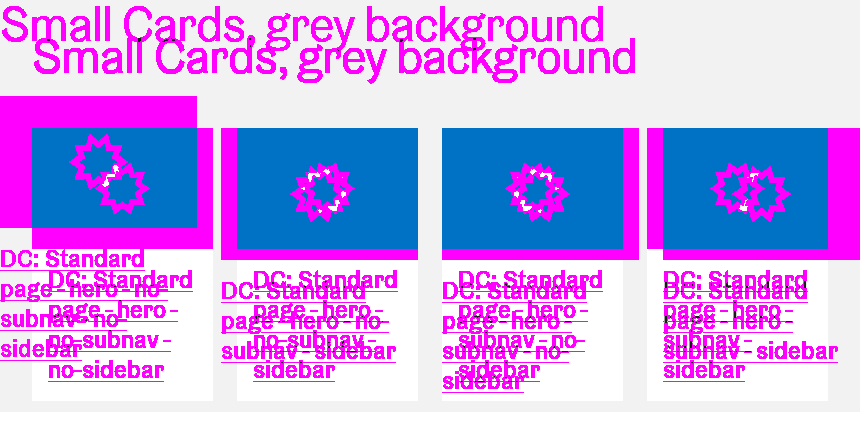 Small Cards, grey background
Small Cards, grey background
DC: Standard
page-hero-no-
subnav-no-
sidebar
DC: Standard
page-hero-
no-subnav-
no-sidebar
DC: Standard
page-hero-no-
subnav-sidebar
DC: Standard
page-hero-
no-subnav-
sidebar
DC: Standard
page-hero-
subnav-no-
sidebar
DC: Standard
page-hero-
subnav-no-
sidebar
DC: Standard
page-hero-
subnav-sidebar
DC: Standard
page-hero-
subnav-
sidebar